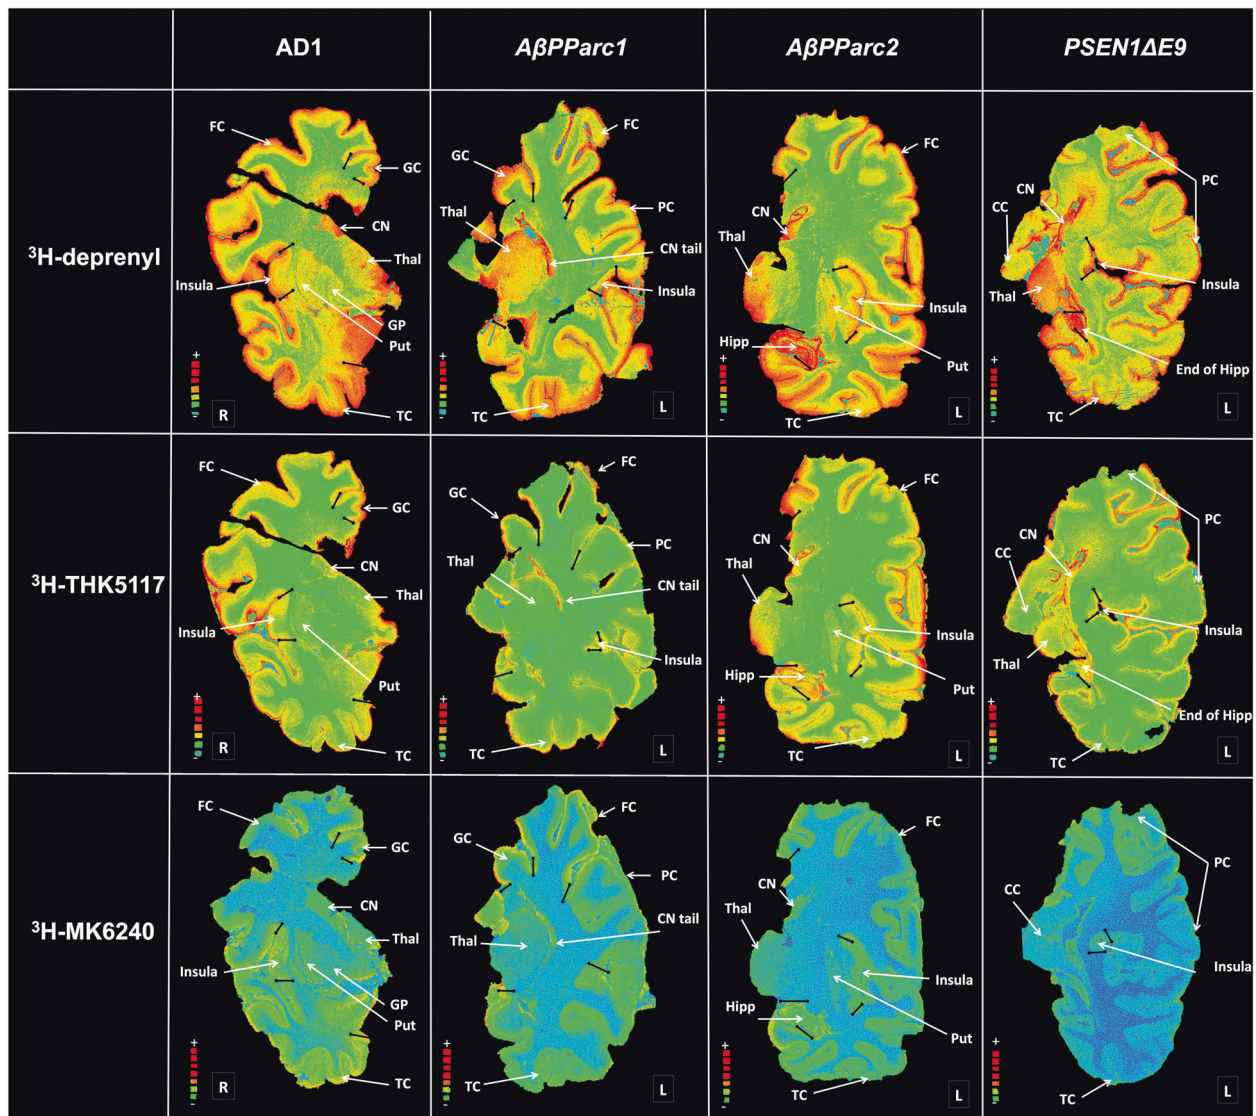 AD1
AβPParc1
AβPParc2
PSEN1ΔE9
³H-deprenyl
FC
GC
CN
Thal
Insula
GP
Put
TC
+
-
R
FC
GC
PC
Thal
CN tail
Insula
TC
+
-
L
FC
CN
Thal
Insula
Hipp
Put
TC
+
-
L
PC
CN
CC
Insula
Thal
End of Hipp
TC
+
-
L
³H-THK5117
FC
GC
CN
Thal
Insula
Put
TC
+
-
R
FC
GC
PC
Thal
CN tail
Insula
TC
+
-
L
FC
CN
Thal
Insula
Hipp
Put
TC
+
-
L
PC
CN
CC
Insula
Thal
End of Hipp
TC
+
-
L
³H-MK6240
FC
GC
CN
Thal
Insula
GP
Put
TC
+
-
R
FC
GC
PC
CN tail
Thal
TC
+
-
L
FC
CN
Thal
Insula
Hipp
Put
TC
+
-
L
PC
CC
Insula
TC
+
-
L